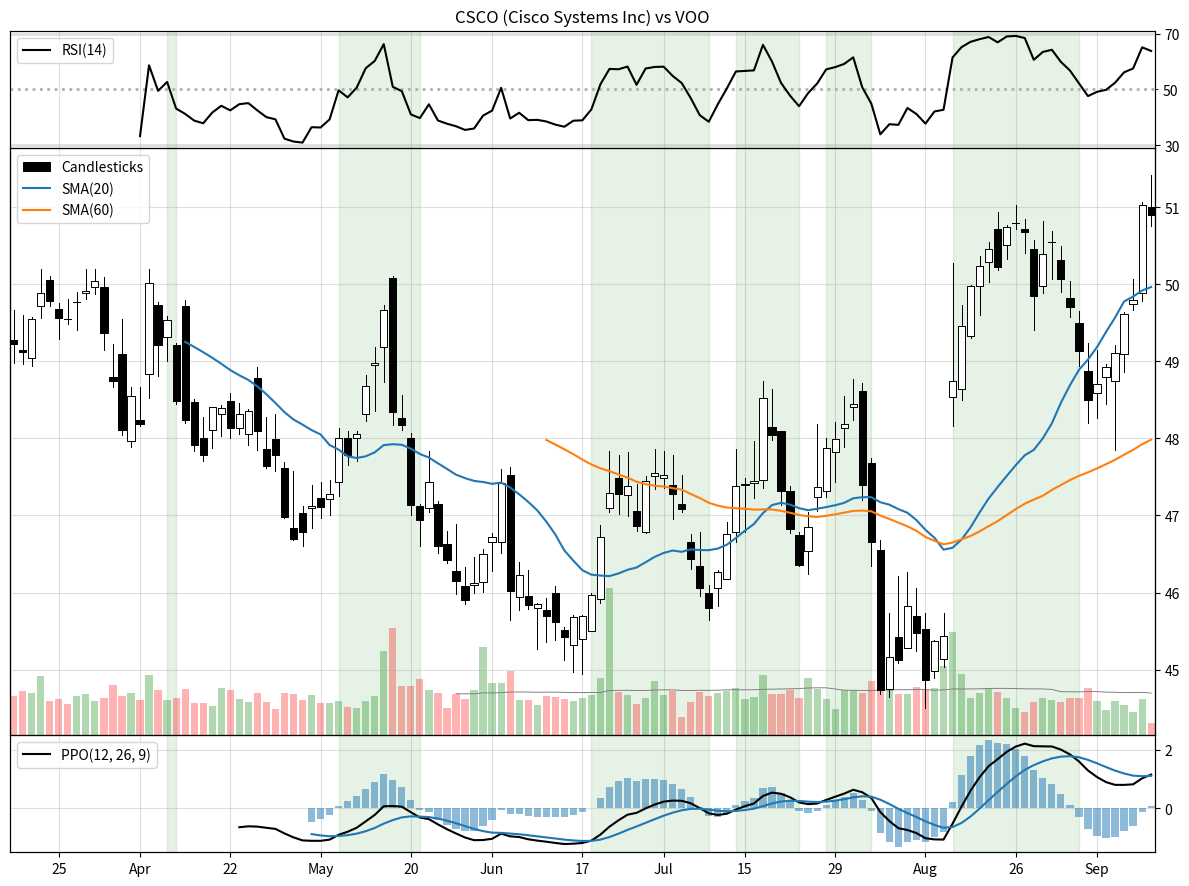 CSCO (Cisco Systems Inc) vs VOO
RSI(14)
70
50
30
Candlesticks
SMA(20)
SMA(60)
51
50
49
48
47
46
45
PPO(12, 26, 9)
2
0
25 Apr 22 May 20 Jun 17 Jul 15 29 Aug 26 Sep